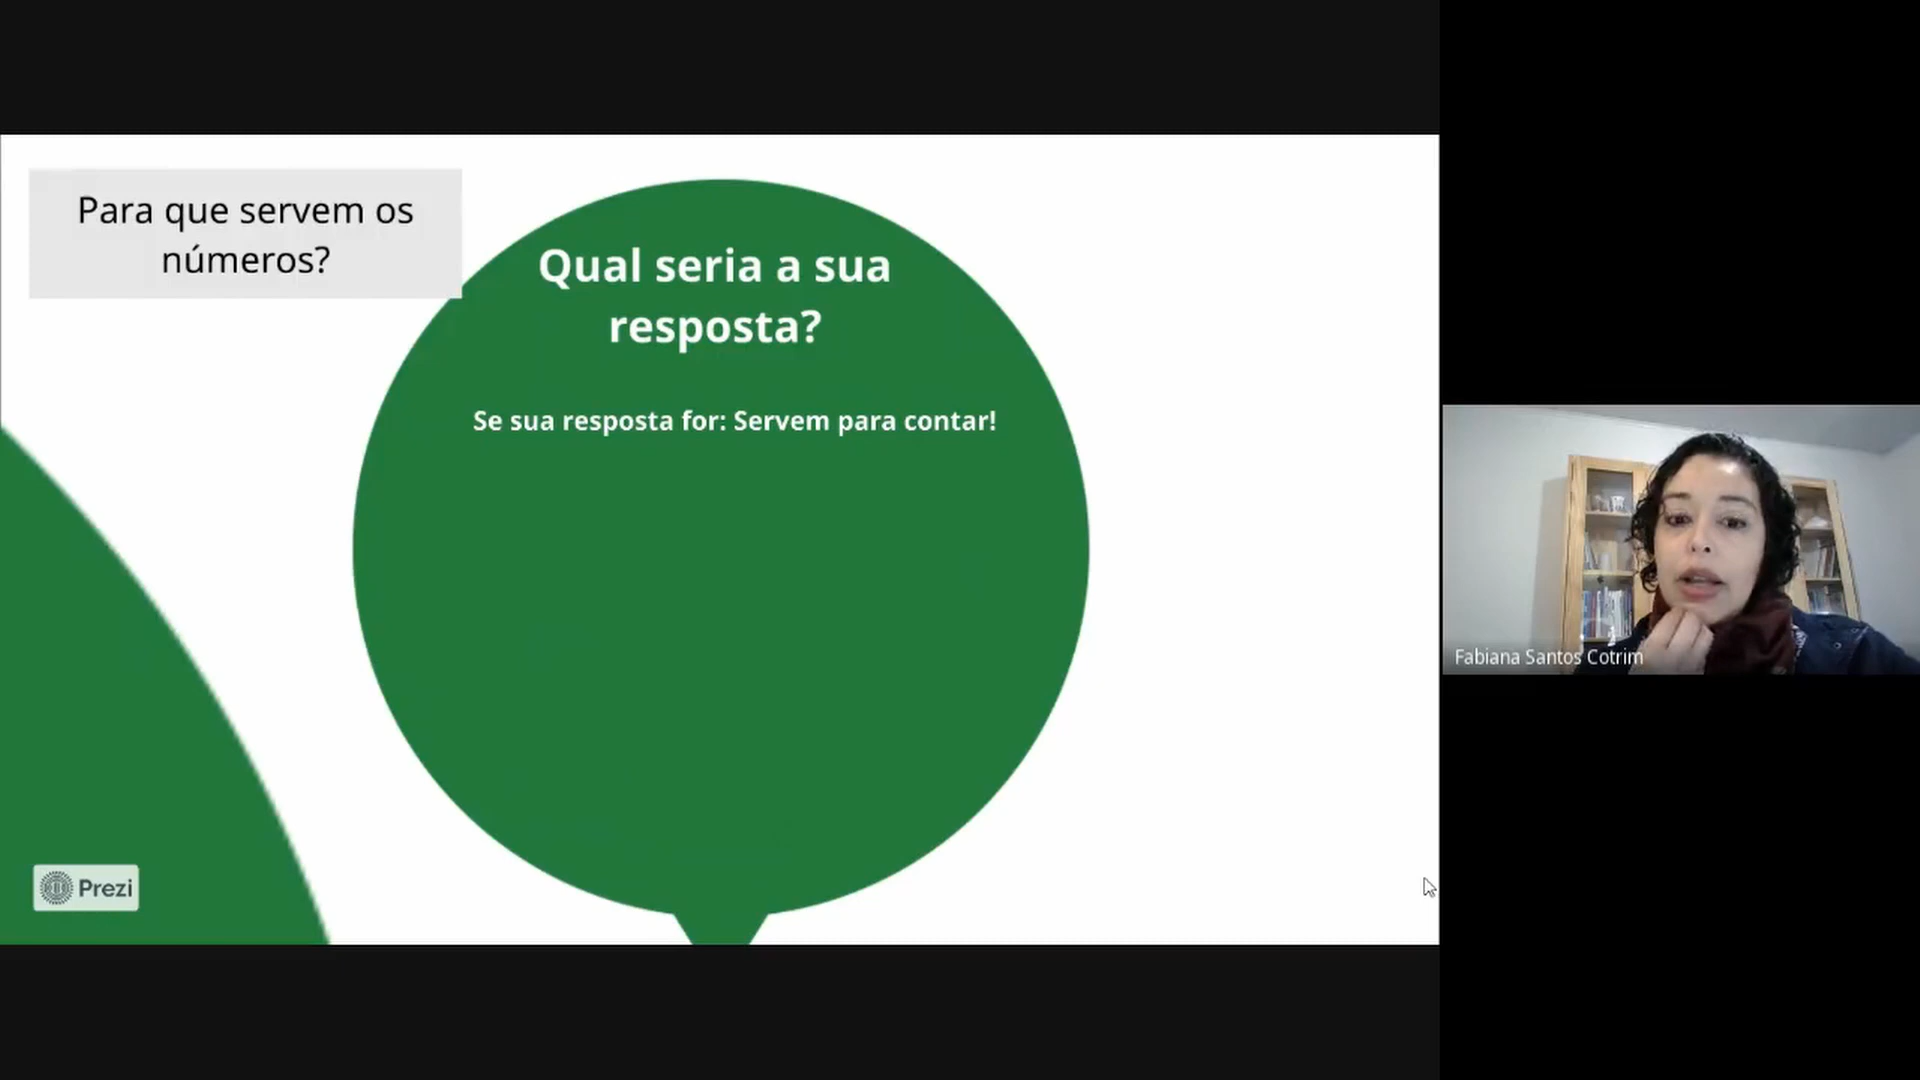 Para que servem os
números?
Qual seria a sua
resposta?
Se sua resposta for: Servem para contar!
Prezi
Fabiana Santos Cotrim